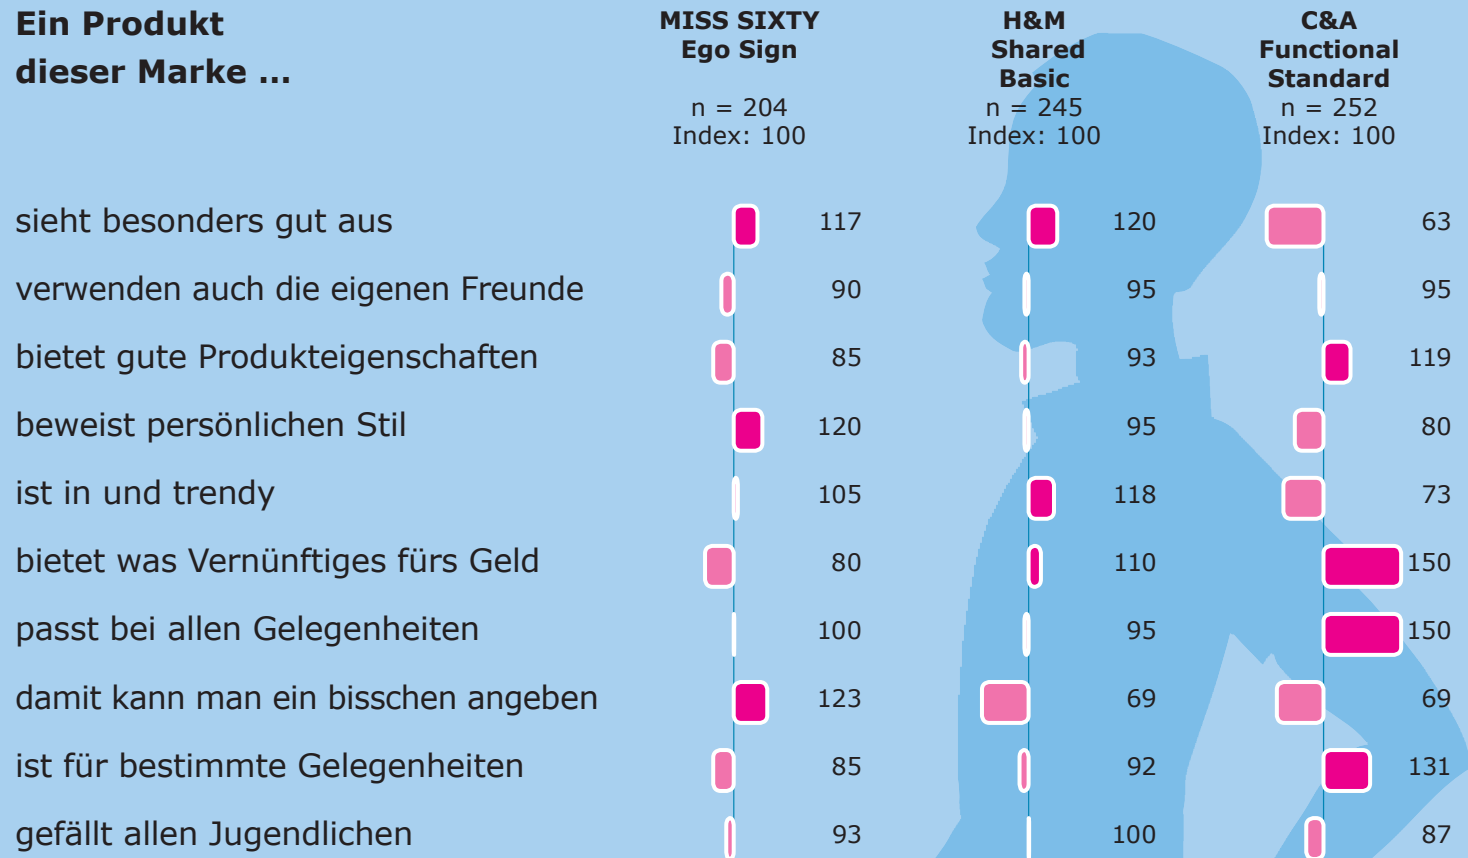 Ein Produkt
dieser Marke ...
MISS SIXTY
Ego Sign
n = 204
Index: 100
H&M
Shared
Basic
n = 245
Index: 100
C&A
Functional
Standard
n = 252
Index: 100
sieht besonders gut aus 117 120 63
verwenden auch die eigenen Freunde 90 95 95
bietet gute Produkteigenschaften 85 93 119
beweist persönlichen Stil 120 95 80
ist in und trendy 105 118 73
bietet was Vernünftiges fürs Geld 80 110 150
passt bei allen Gelegenheiten 100 95 150
damit kann man ein bisschen angeben 123 69 69
ist für bestimmte Gelegenheiten 85 92 131
gefällt allen Jugendlichen 93 100 87